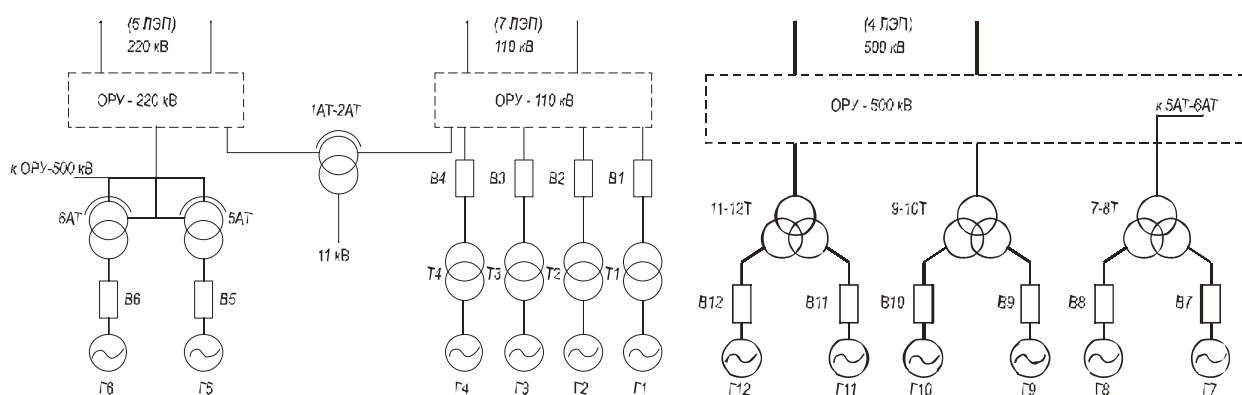 (5 ЛЭП)
220 кВ
(7 ЛЭП)
110 кВ
(4 ЛЭП)
500 кВ
ОРУ - 220 кВ
1АТ-2АТ
ОРУ - 110 кВ
ОРУ - 500 кВ
к 5АТ-6АТ
к ОРУ-500 кВ
В4
В3
В2
В1
6АТ
5АТ
11-12Т
9-10Т
7-8Т
11 кВ
Т4
Т3
Т2
Т1
В6
В5
В12
В11
В10
В9
В8
В7
Г6
Г5
Г4
Г3
Г2
Г1
Г12
Г11
Г10
Г9
Г8
Г7